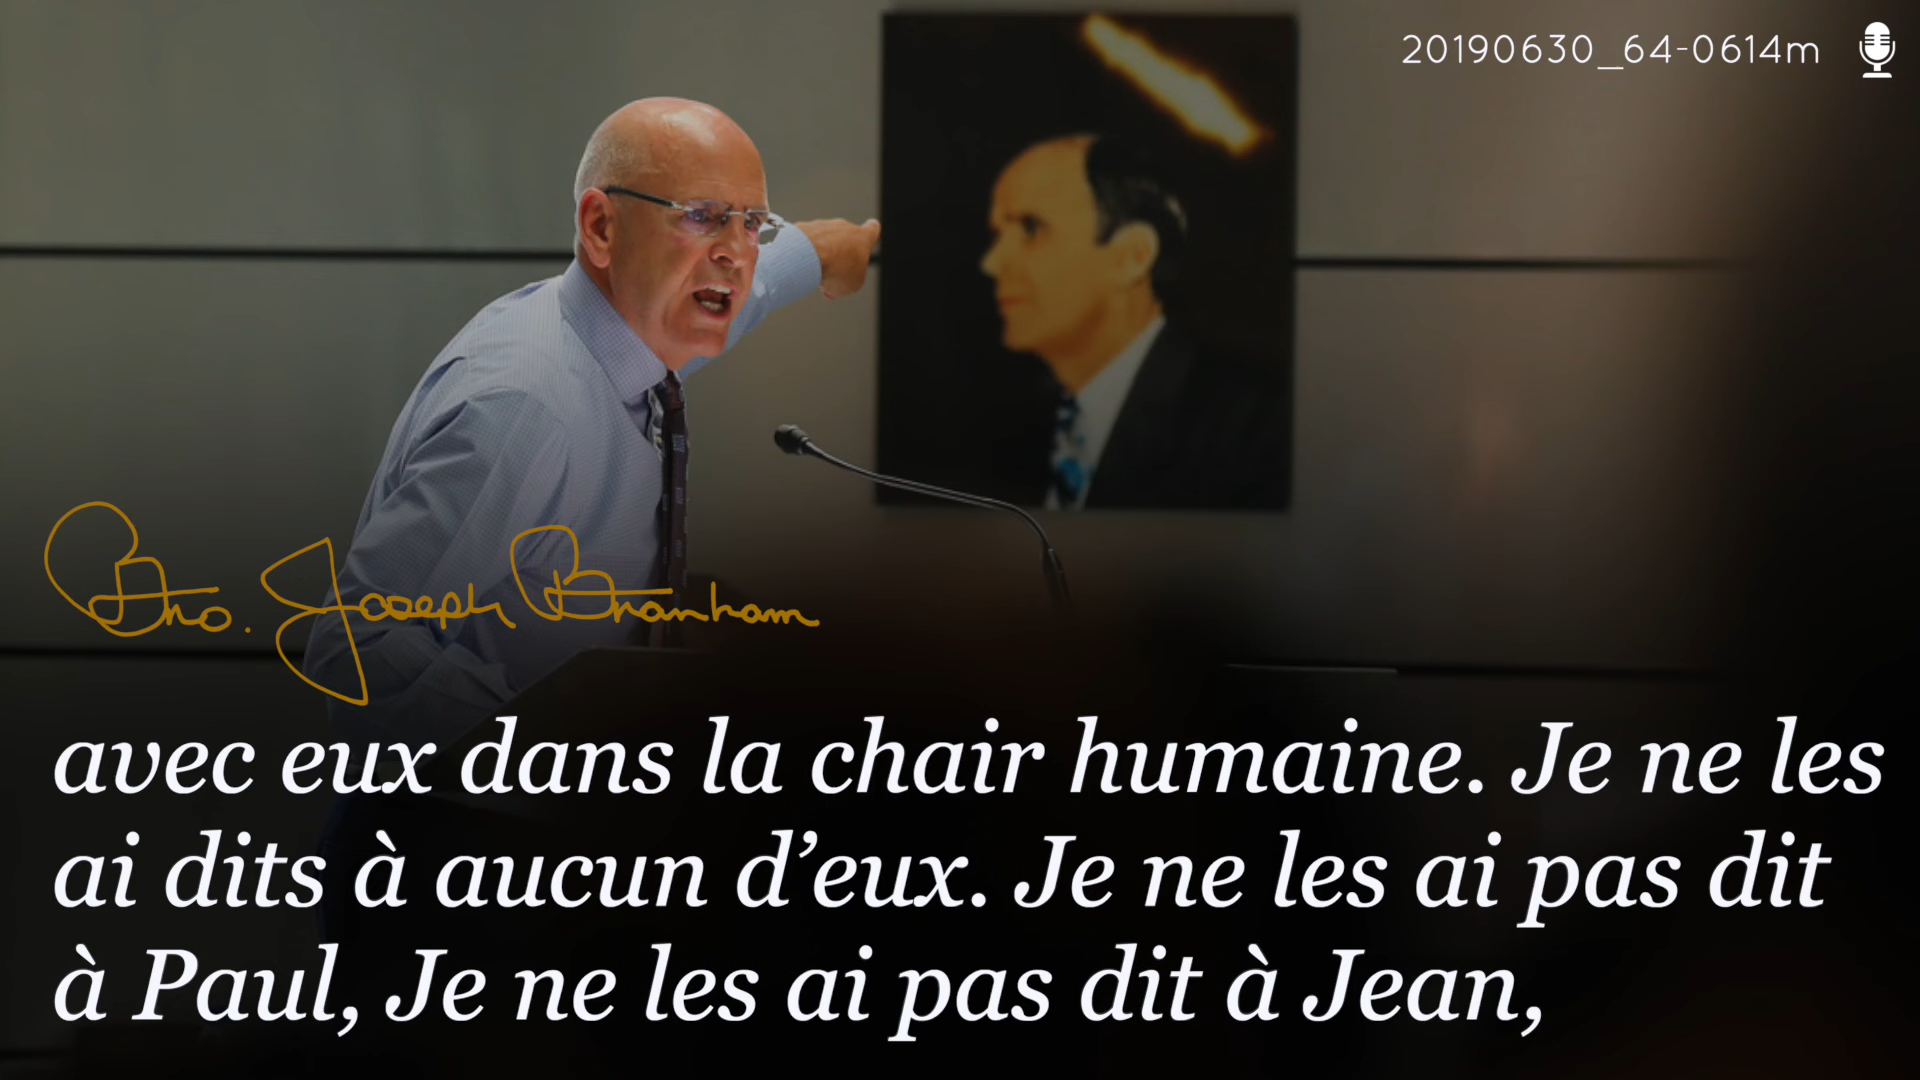 20190630_64-0614m
Bro. Joseph Branham
avec eux dans la chair humaine. Je ne les
ai dits à aucun d’eux. Je ne les ai pas dit
à Paul, Je ne les ai pas dit à Jean,